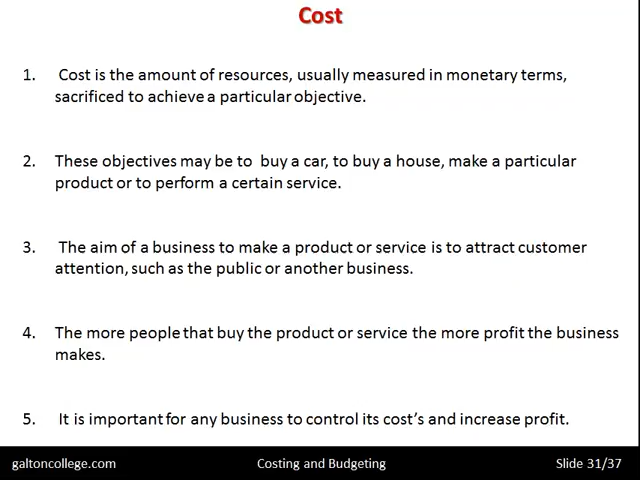 Cost
1. Cost is the amount of resources, usually measured in monetary terms,
sacrificed to achieve a particular objective.
2. These objectives may be to buy a car, to buy a house, make a particular
product or to perform a certain service.
3. The aim of a business to make a product or service is to attract customer
attention, such as the public or another business.
4. The more people that buy the product or service the more profit the business
makes.
5. It is important for any business to control its cost's and increase profit.
galtoncollege.com Costing and Budgeting Slide 31/37